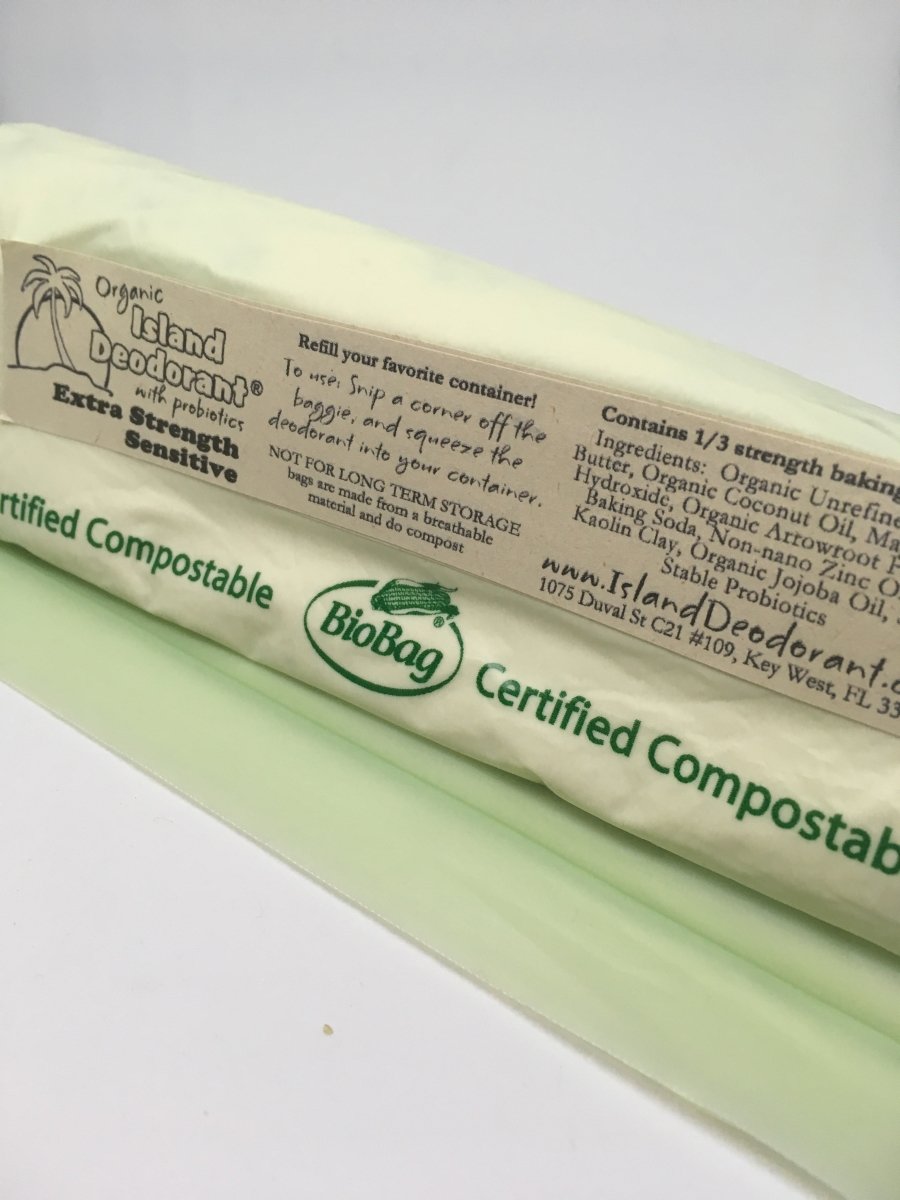 Organic
Island
Deodorant®
with probiotics
Extra Strength
Sensitive
Refill your favorite container!
To use: Snip a corner off the
baggie, and squeeze the
deodorant into your container.
NOT FOR LONG TERM STORAGE
bags are made from a breathable
material and do compost
Contains 1/3 strength baking
Ingredients: Organic Unrefine
Butter, Organic Coconut Oil, Ma
Hydroxide, Organic Arrowroot P
Baking Soda, Non-nano Zinc O
Kaolin Clay, Organic Jojoba Oil,
Stable Probiotics
www.IslandDeodorant.c
1075 Duval St C21 #109, Key West, FL 33
rtified Compostable
BioBag®
Certified Compostab